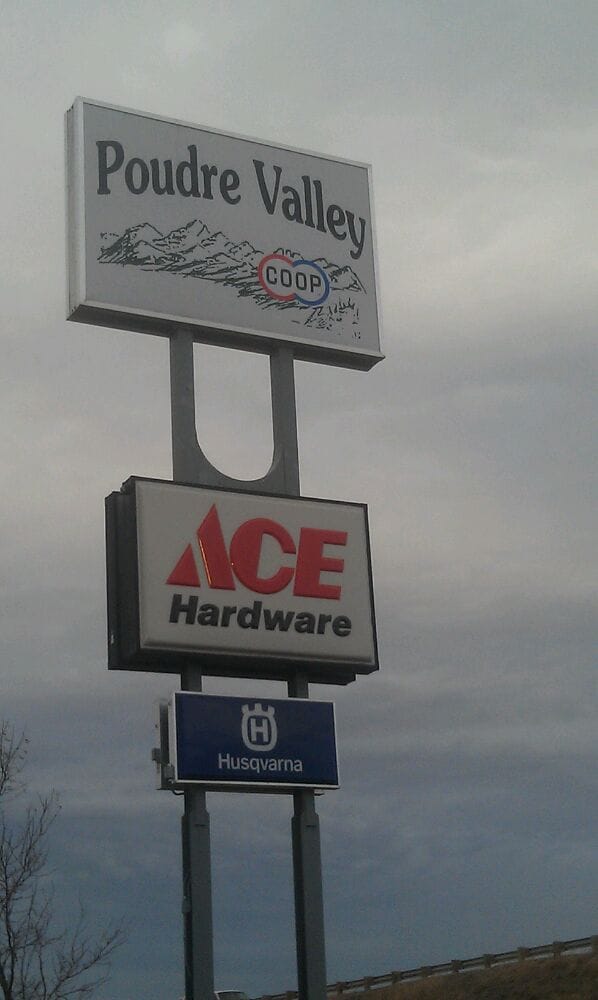 Poudre Valley
COOP
ACE
Hardware
H
Husqvarna